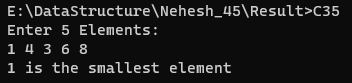 E:\DataStructure\Nehesh_45\Result>C35
Enter 5 Elements:
1 4 3 6 8
1 is the smallest element